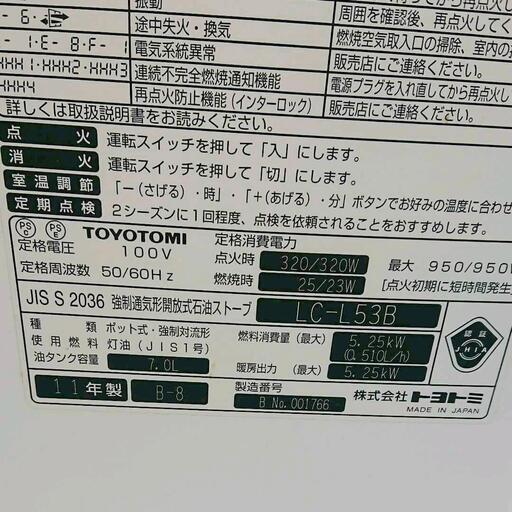 振動
周囲を確認後、再点火してく
- 6 -
途中失火・換気
燃焼空気取入口の掃除、室内の
- 1 - E - 8 - F - 1
電気系統異常
販売店にご連絡ください。
HHH1・HHH2・HHH3
連続不完全燃焼通知機能
電源プラグを入れ直してから再点火し
HHH4
再点火防止機能(インターロック)
販売店にご連絡ください。
詳しくは取扱説明書をお読みください。
点火 運転スイッチを押して「入」にします。
消火 運転スイッチを押して「切」にします。
室温調節 「－(さげる)・時」「＋(あげる)・分」ボタンでお好みの温度に合わせ
定期点検 2シーズンに1回程度、点検を依頼されることをおすすめします。
PS C PS E TOYOTOMI
定格電圧 100V
定格周波数 50/60Hz
定格消費電力
点火時 320/320W 最大 950/950W
燃焼時 25/23W [点火初期に短時間発生]
JIS S 2036 強制通気形開放式石油ストーブ LC-L53B
種類 ポット式・強制対流形
使用燃料 灯油(JIS1号)
油タンク容量 7.0L
燃料消費量(最大) 5.25kW
(0.510L/h)
暖房出力(最大) 5.25kW
認証
JHIA
11年製 B-8
製造番号 B No.001766
株式会社トヨトミ
MADE IN JAPAN